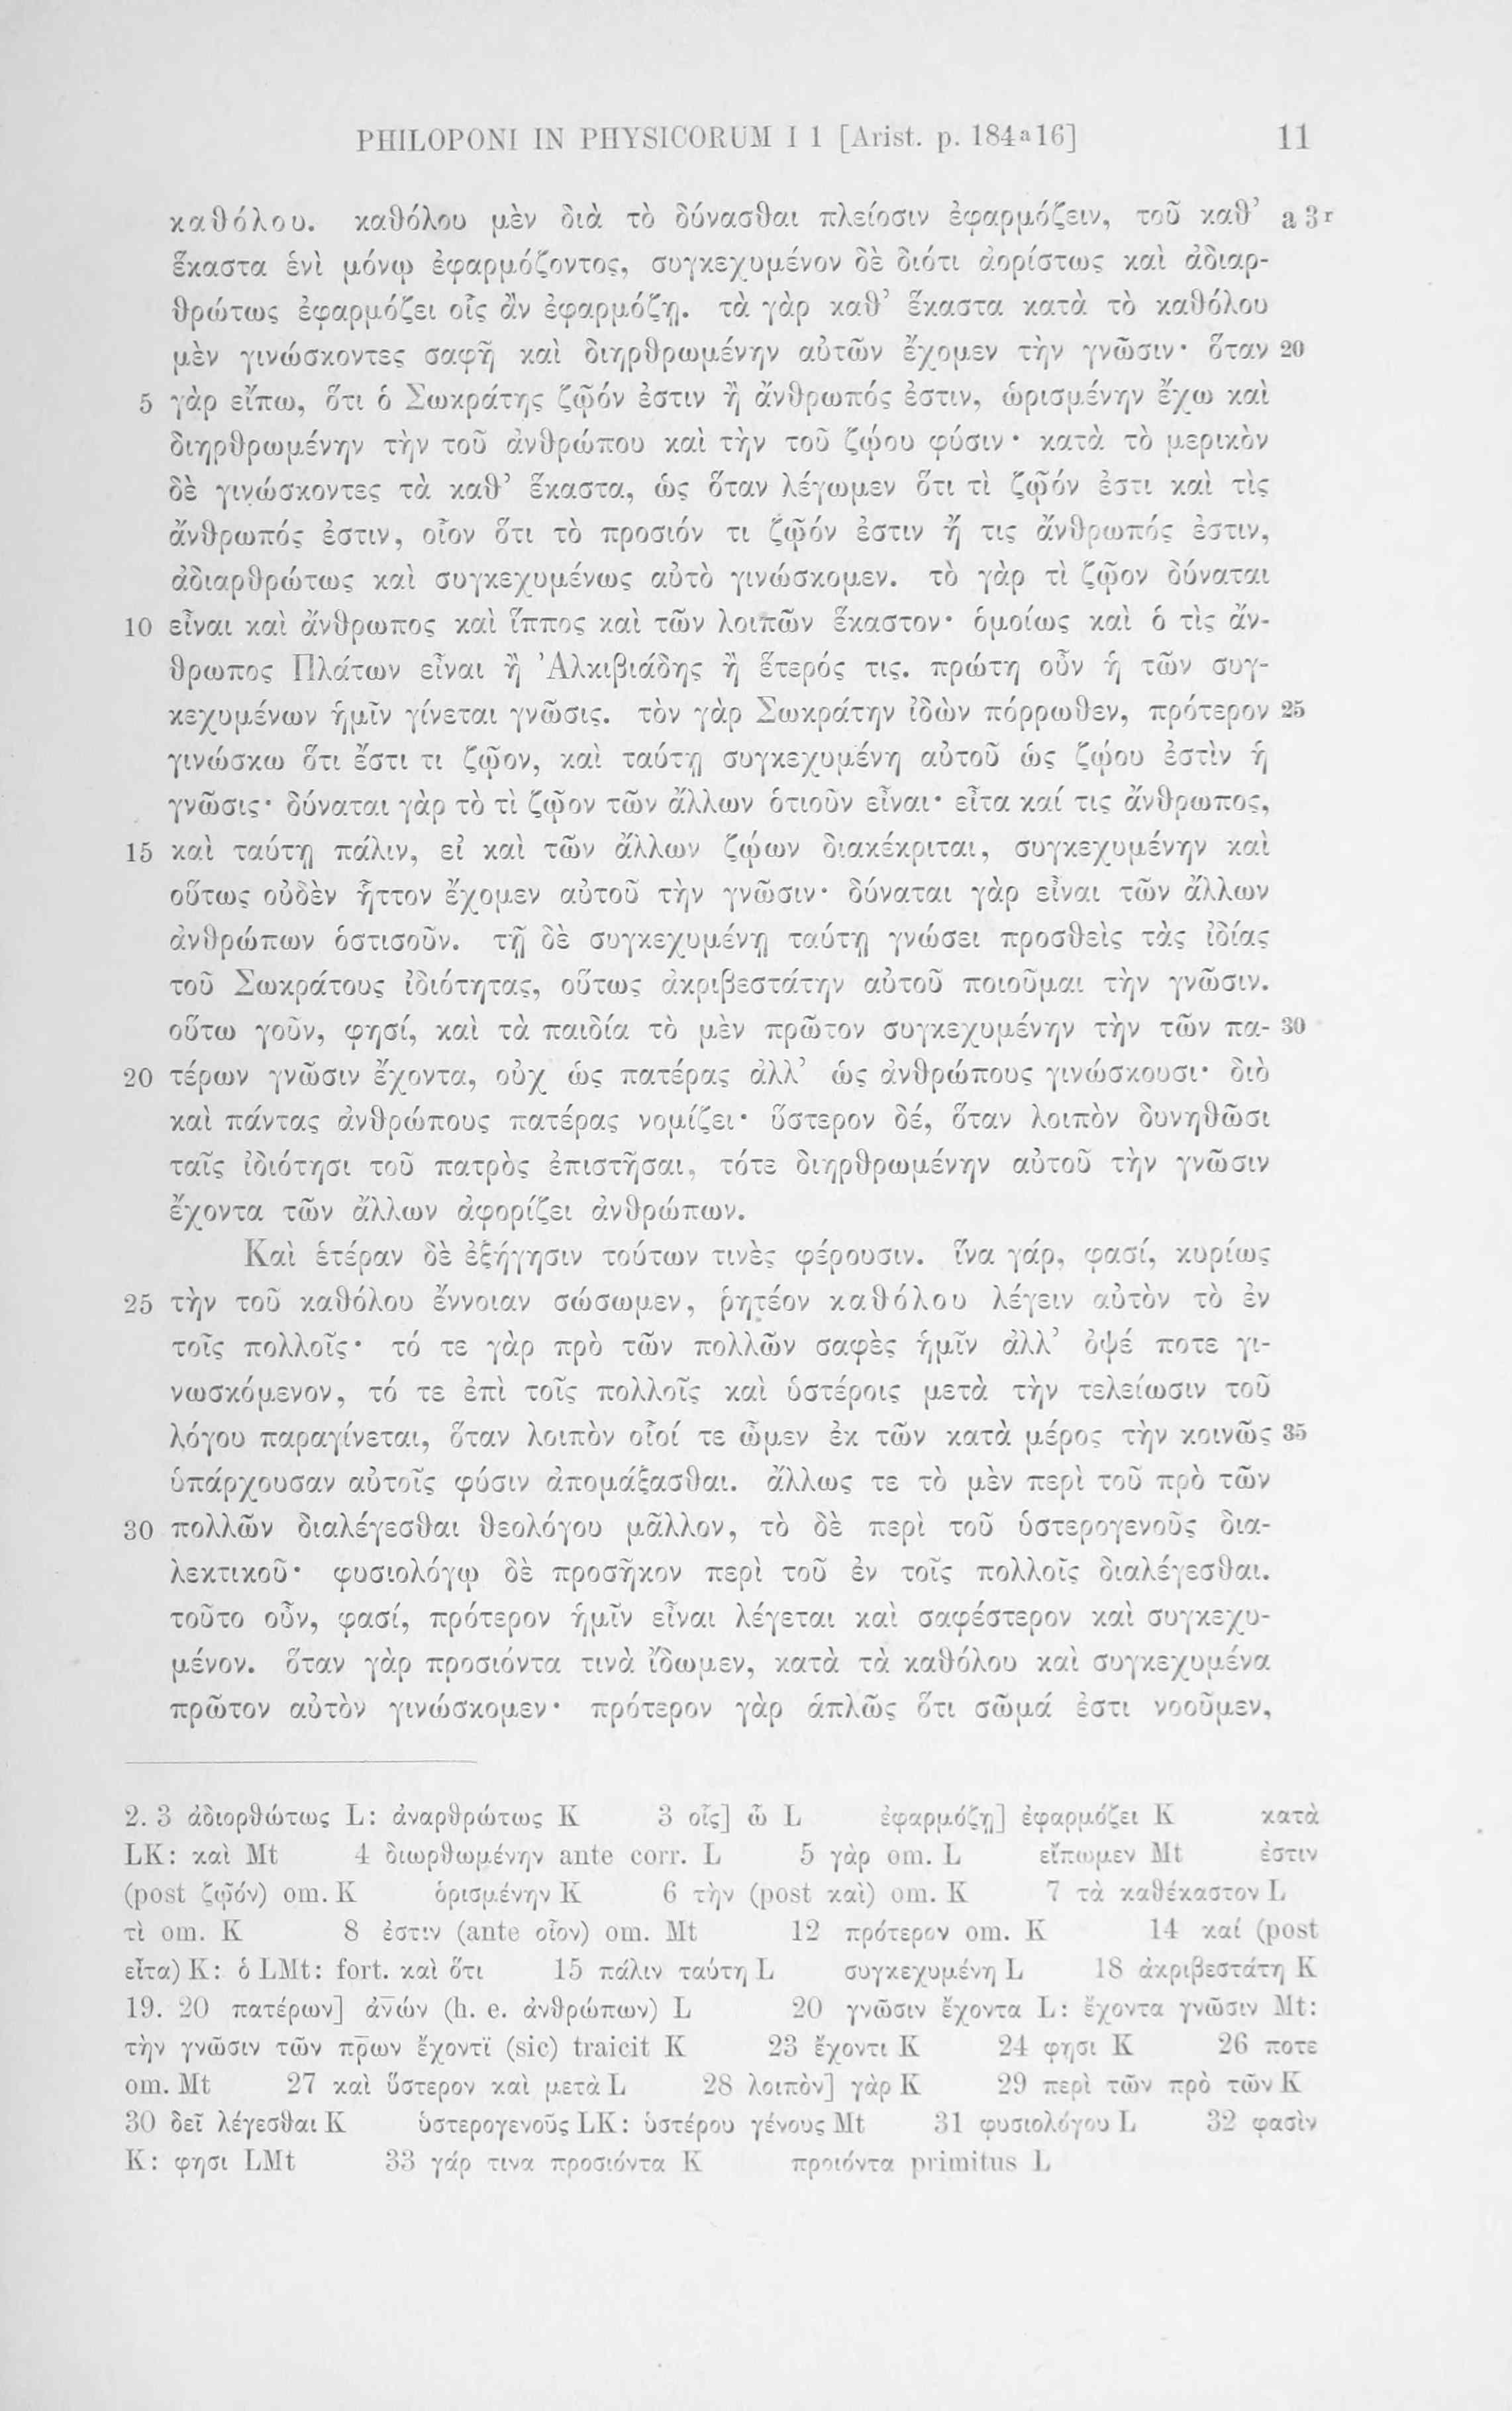 PHILOPONI IN PHYSICORUM I 1 [Arist. p. 184a16] 11
καθόλου. καθόλου μὲν διὰ τὸ δύνασθαι πλείοσιν ἐφαρμόζειν, τοῦ καθ’ a 3r
ἕκαστα ἑνὶ μόνῳ ἐφαρμόζοντος, συγκεχυμένον δὲ διότι ἀορίστως καὶ ἀδιαρ-
θρώτως ἐφαρμόζει οἷς ἂν ἐφαρμόζῃ. τὰ γὰρ καθ’ ἕκαστα κατὰ τὸ καθόλου
μὲν γινώσκοντες σαφῆ καὶ διηρθρωμένην αὐτῶν ἔχομεν τὴν γνῶσιν· ὅταν 20
5 γὰρ εἴπω, ὅτι ὁ Σωκράτης ζῷόν ἐστιν ἢ ἄνθρωπός ἐστιν, ὡρισμένην ἔχω καὶ
διηρθρωμένην τὴν τοῦ ἀνθρώπου καὶ τὴν τοῦ ζῴου φύσιν· κατὰ τὸ μερικὸν
δὲ γινώσκοντες τὰ καθ’ ἕκαστα, ὡς ὅταν λέγωμεν ὅτι τὶ ζῷόν ἐστι καὶ τὶς
ἄνθρωπός ἐστιν, οἷον ὅτι τὸ προσιόν τι ζῷόν ἐστιν ἤ τις ἄνθρωπός ἐστιν,
ἀδιαρθρώτως καὶ συγκεχυμένως αὐτὸ γινώσκομεν. τὸ γὰρ τὶ ζῷον δύναται
10 εἶναι καὶ ἄνθρωπος καὶ ἵππος καὶ τῶν λοιπῶν ἕκαστον· ὁμοίως καὶ ὁ τὶς ἄν-
θρωπος Πλάτων εἶναι ἢ Ἀλκιβιάδης ἢ ἕτερός τις. πρώτη οὖν ἡ τῶν συγ-
κεχυμένων ἡμῖν γίνεται γνῶσις. τὸν γὰρ Σωκράτην ἰδὼν πόρρωθεν, πρότερον 25
γινώσκω ὅτι ἔστι τι ζῷον, καὶ ταύτῃ συγκεχυμένη αὐτοῦ ὡς ζῴου ἐστὶν ἡ
γνῶσις· δύναται γὰρ τὸ τὶ ζῷον τῶν ἄλλων ὁτιοῦν εἶναι· εἶτα καί τις ἄνθρωπος,
15 καὶ ταύτῃ πάλιν, εἰ καὶ τῶν ἄλλων ζῴων διακέκριται, συγκεχυμένην καὶ
οὕτως οὐδὲν ἧττον ἔχομεν αὐτοῦ τὴν γνῶσιν· δύναται γὰρ εἶναι τῶν ἄλλων
ἀνθρώπων ὁστισοῦν. τῇ δὲ συγκεχυμένῃ ταύτῃ γνώσει προσθεὶς τὰς ἰδίας
τοῦ Σωκράτους ἰδιότητας, οὕτως ἀκριβεστάτην αὐτοῦ ποιοῦμαι τὴν γνῶσιν.
οὕτω γοῦν, φησί, καὶ τὰ παιδία τὸ μὲν πρῶτον συγκεχυμένην τὴν τῶν πα- 30
20 τέρων γνῶσιν ἔχοντα, οὐχ ὡς πατέρας ἀλλ’ ὡς ἀνθρώπους γινώσκουσι· διὸ
καὶ πάντας ἀνθρώπους πατέρας νομίζει· ὕστερον δέ, ὅταν λοιπὸν δυνηθῶσι
ταῖς ἰδιότησι τοῦ πατρὸς ἐπιστῆσαι, τότε διηρθρωμένην αὐτοῦ τὴν γνῶσιν
ἔχοντα τῶν ἄλλων ἀφορίζει ἀνθρώπων.
Καὶ ἑτέραν δὲ ἐξήγησιν τούτων τινὲς φέρουσιν. ἵνα γάρ, φασί, κυρίως
25 τὴν τοῦ καθόλου ἔννοιαν σώσωμεν, ῥητέον καθόλου λέγειν αὐτὸν τὸ ἐν
τοῖς πολλοῖς· τό τε γὰρ πρὸ τῶν πολλῶν σαφὲς ἡμῖν ἀλλ’ ὀψέ ποτε γι-
νωσκόμενον, τό τε ἐπὶ τοῖς πολλοῖς καὶ ὑστέροις μετὰ τὴν τελείωσιν τοῦ
λόγου παραγίνεται, ὅταν λοιπὸν οἷοί τε ὦμεν ἐκ τῶν κατὰ μέρος τὴν κοινῶς 35
ὑπάρχουσαν αὐτοῖς φύσιν ἀπομάξασθαι. ἄλλως τε τὸ μὲν περὶ τοῦ πρὸ τῶν
30 πολλῶν διαλέγεσθαι θεολόγου μᾶλλον, τὸ δὲ περὶ τοῦ ὑστερογενοῦς δια-
λεκτικοῦ· φυσιολόγῳ δὲ προσῆκον περὶ τοῦ ἐν τοῖς πολλοῖς διαλέγεσθαι.
τοῦτο οὖν, φασί, πρότερον ἡμῖν εἶναι λέγεται καὶ σαφέστερον καὶ συγκεχυ-
μένον. ὅταν γὰρ προσιόντα τινὰ ἴδωμεν, κατὰ τὰ καθόλου καὶ συγκεχυμένα
πρῶτον αὐτὸν γινώσκομεν· πρότερον γὰρ ἁπλῶς ὅτι σῶμά ἐστι νοοῦμεν,
2. 3 ἀδιορθώτως L: ἀναρθρώτως K 3 οἷς] ὧ L ἐφαρμόζῃ] ἐφαρμόζει K κατὰ
LK: καὶ Mt 4 διωρθωμένην ante corr. L 5 γὰρ om. L εἴπωμεν Mt ἐστιν
(post ζῷόν) om. K ὁρισμένην K 6 τὴν (post καὶ) om. K 7 τὰ καθέκαστον L
τὶ om. K 8 ἐστιν (ante οἷον) om. Mt 12 πρότερον om. K 14 καί (post
εἶτα) K: ὁ LMt: fort. καὶ ὅτι 15 πάλιν ταύτῃ L συγκεχυμένη L 18 ἀκριβεστάτη K
19. 20 πατέρων] ἀν̅ών (h. e. ἀνθρώπων) L 20 γνῶσιν ἔχοντα L: ἔχοντα γνῶσιν Mt:
τὴν γνῶσιν τῶν πρ̅ων ἔχοντϊ (sic) traicit K 23 ἔχοντι K 24 φησι K 26 ποτε
om. Mt 27 καὶ ὕστερον καὶ μετὰ L 28 λοιπὸν] γὰρ K 29 περὶ τῶν πρὸ τῶν K
30 δεῖ λέγεσθαι K ὑστερογενοῦς LK: ὑστέρου γένους Mt 31 φυσιολόγου L 32 φασὶν
K: φησι LMt 33 γάρ τινα προσιόντα K προιόντα primitus L